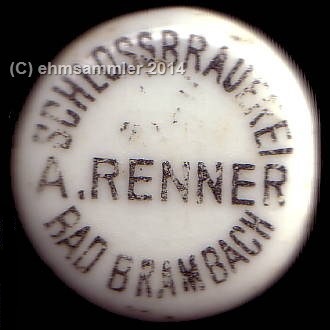 (C) ehmsammler 2014
SCHLOSSBRAUEREI
A. RENNER
BAD BRAMBACH